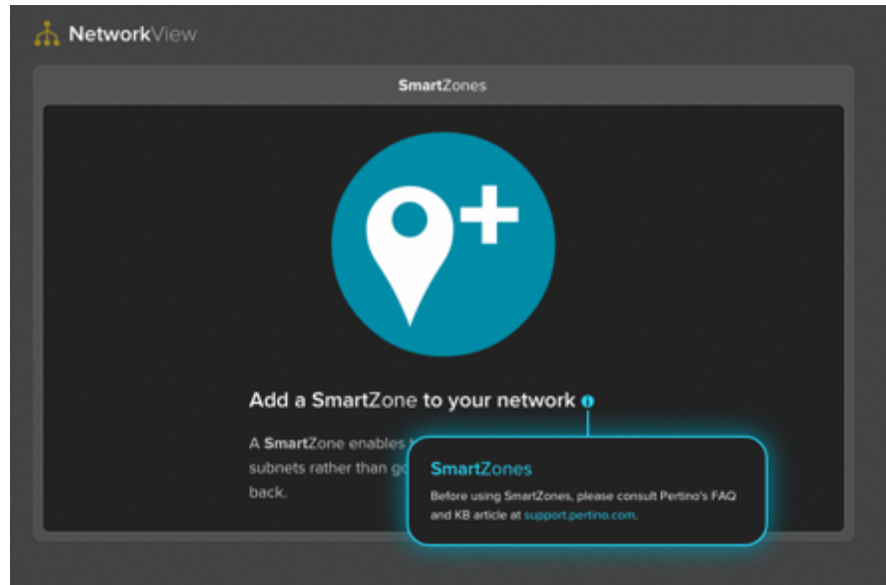 NetworkView
SmartZones
Add a SmartZone to your network
A SmartZone enables
subnets rather than
back.
SmartZones
Before using SmartZones, please consult Pertino's FAQ
and KB article at support.pertino.com.